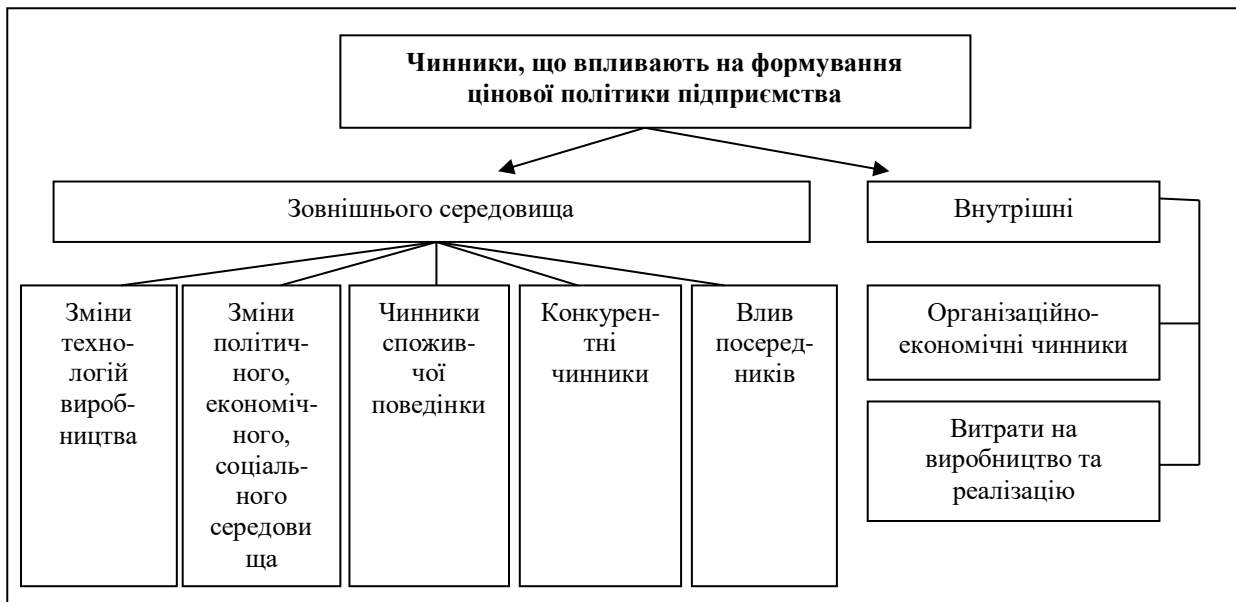 Чинники, що впливають на формування
цінової політики підприємства
Зовнішнього середовища
Внутрішні
Зміни
техно-
логій
вироб-
ництва
Зміни
політич-
ного,
економіч-
ного,
соціаль-
ного
середови
ща
Чинники
споживв-
чої
поведінки
Конкурен-
тні
чинники
Влив
посеред-
ників
Організаційно-
економічні чинники
Витрати на
виробництво та
реалізацію